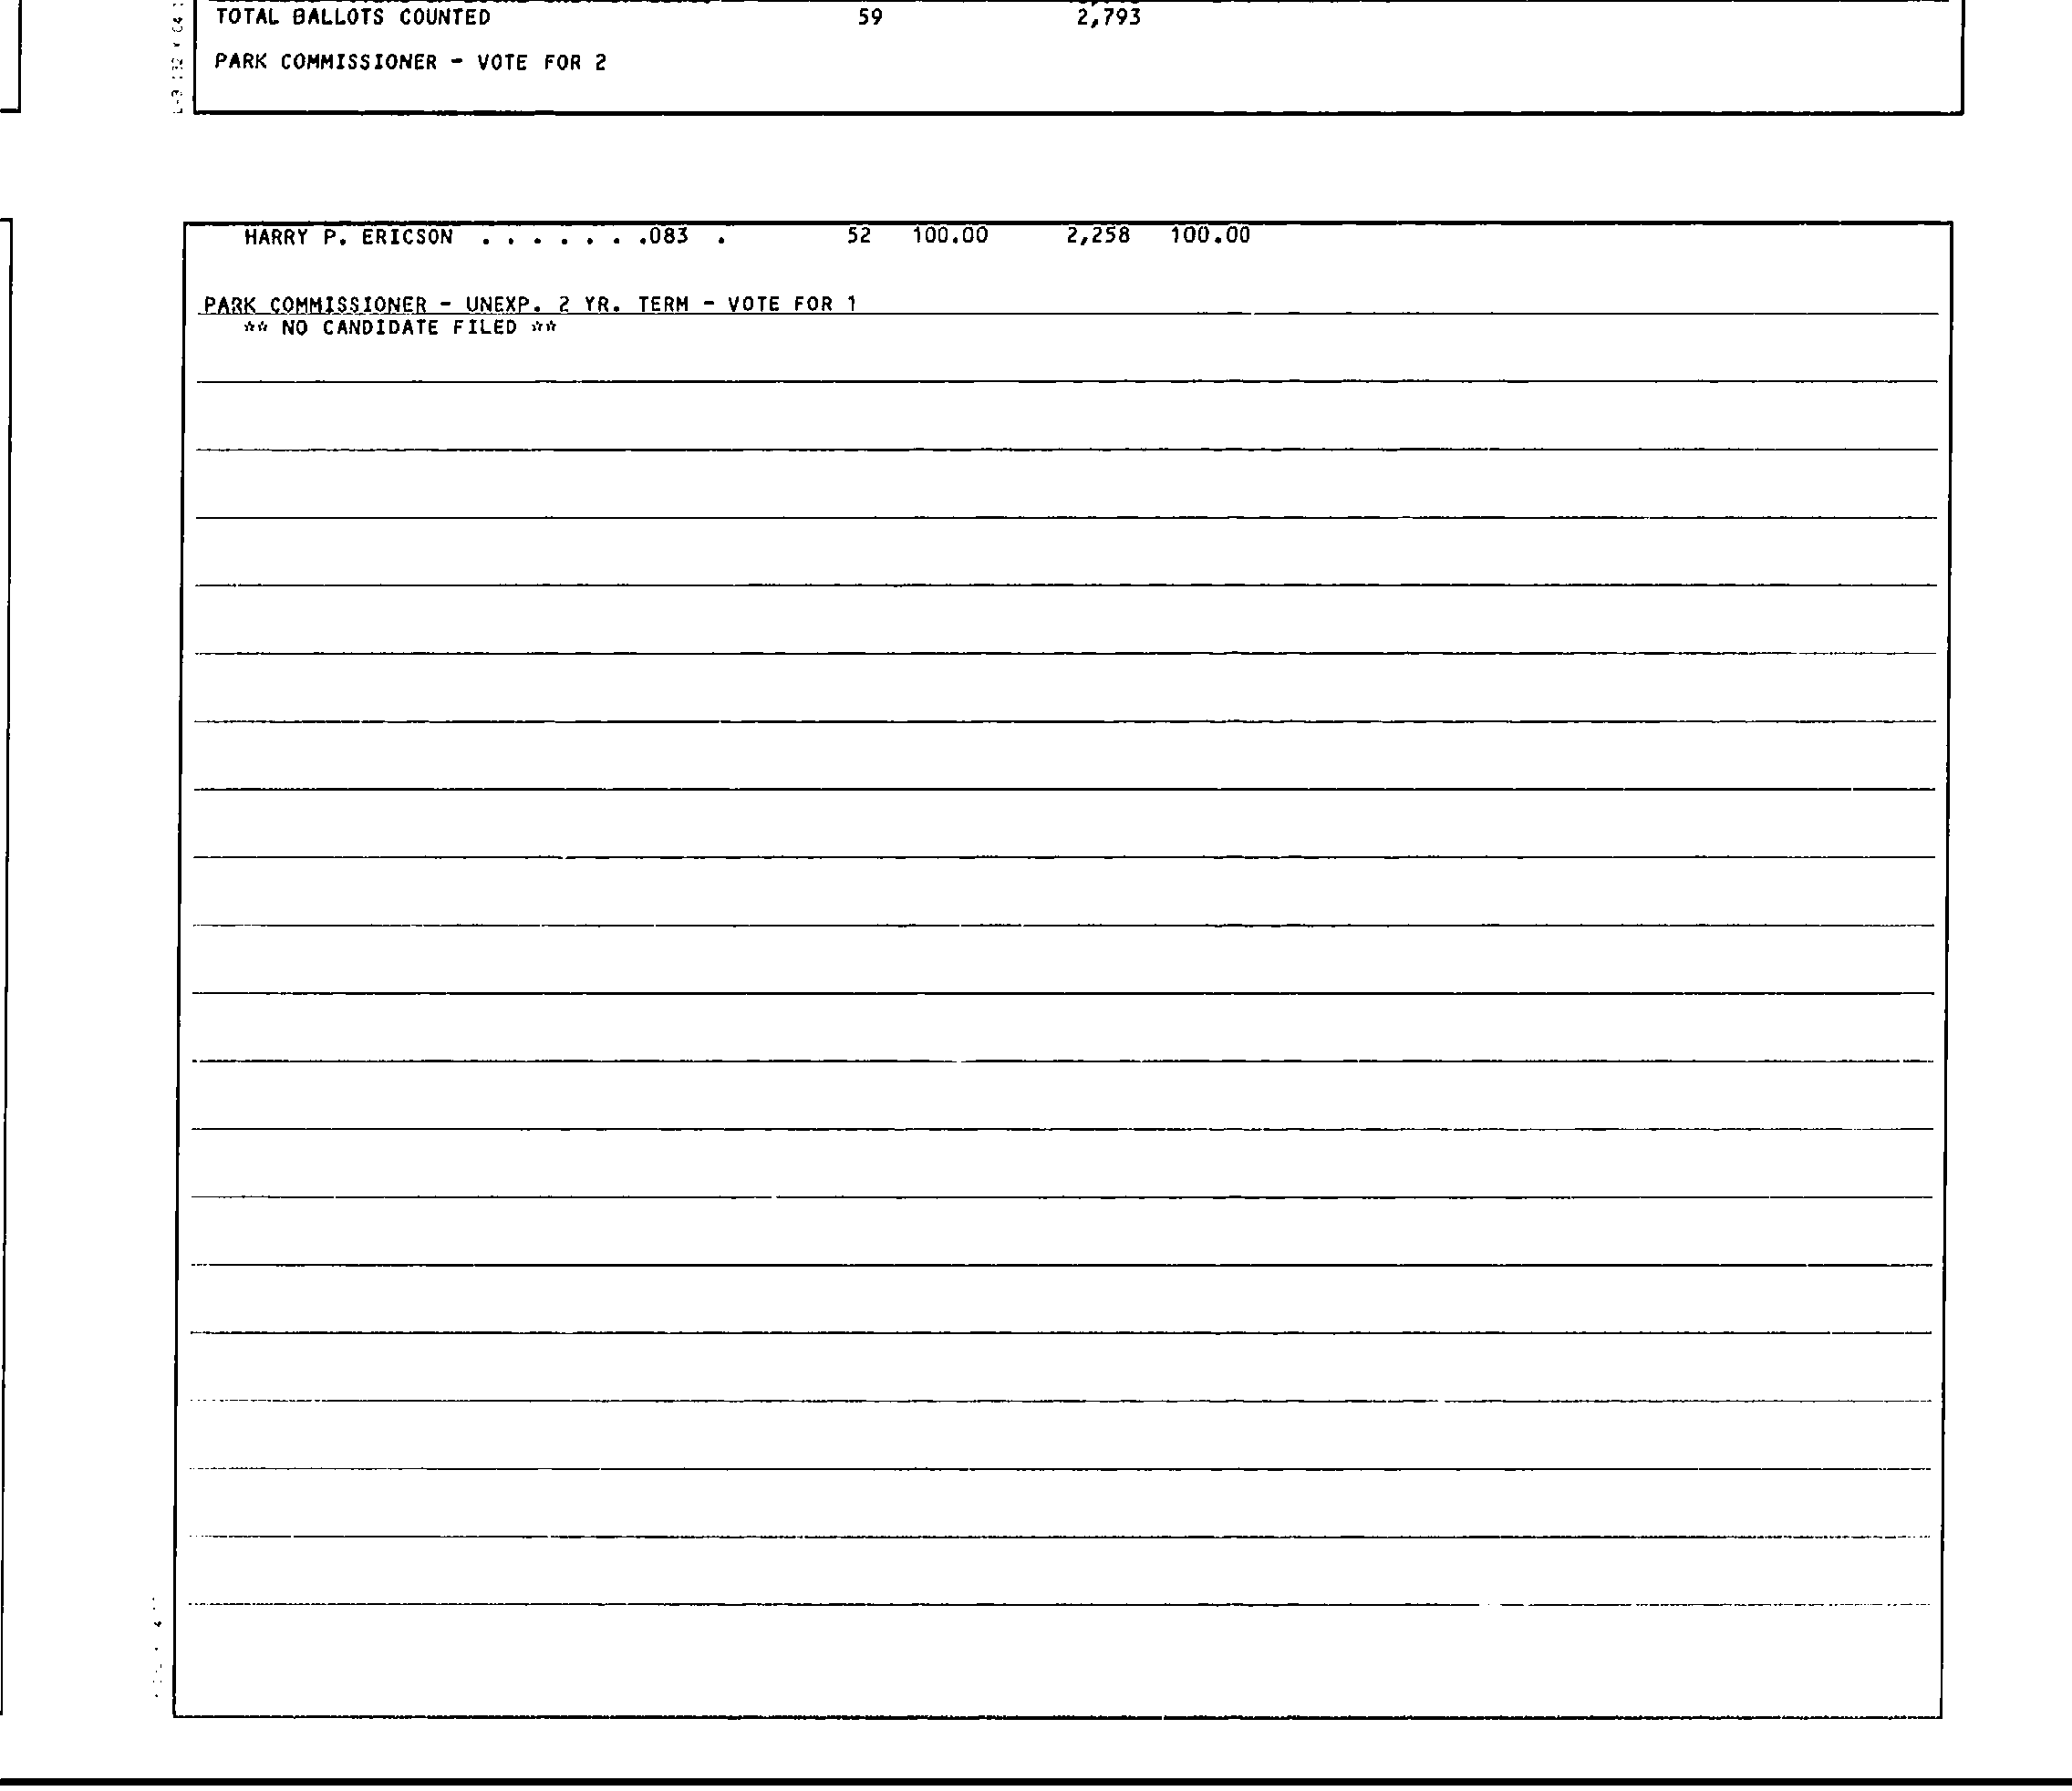 TOTAL BALLOTS COUNTED 59 2,793
PARK COMMISSIONER - VOTE FOR 2
HARRY P. ERICSON . . . . . . .083 . 52 100.00 2,258 100.00
PARK COMMISSIONER - UNEXP. 2 YR. TERM - VOTE FOR 1
** NO CANDIDATE FILED **